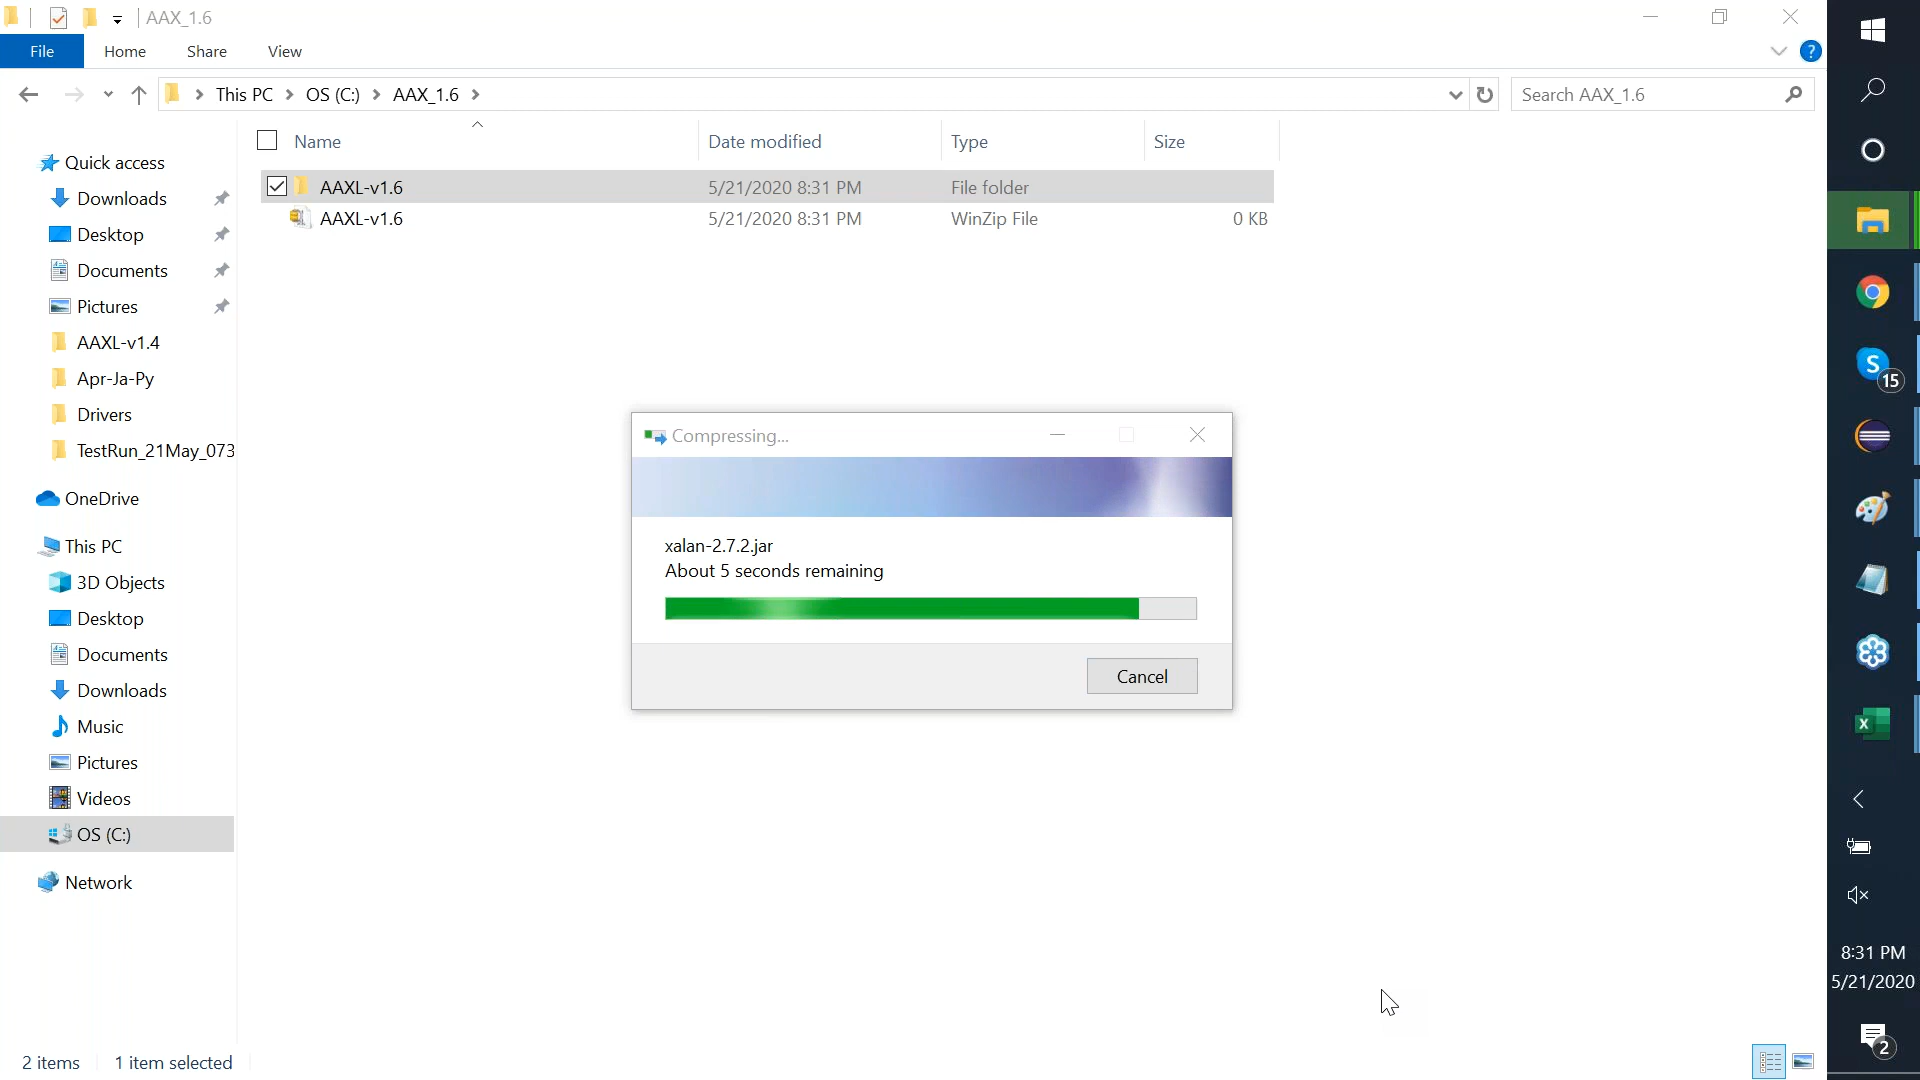 AAX_1.6
File Home Share View ?
This PC OS (C:) AAX_1.6 Search AAX_1.6
Name Date modified Type Size
AAXL-v1.6 5/21/2020 8:31 PM File folder
AAXL-v1.6 5/21/2020 8:31 PM WinZip File 0 KB
Quick access
Downloads
Desktop
Documents
Pictures
AAXL-v1.4
Apr-Ja-Py
Drivers
TestRun_21May_073
OneDrive
This PC
3D Objects
Desktop
Documents
Downloads
Music
Pictures
Videos
OS (C:)
Network
Compressing...
xalan-2.7.2.jar
About 5 seconds remaining
Cancel
2 items 1 item selected
S
15
X
8:31 PM
5/21/2020
2